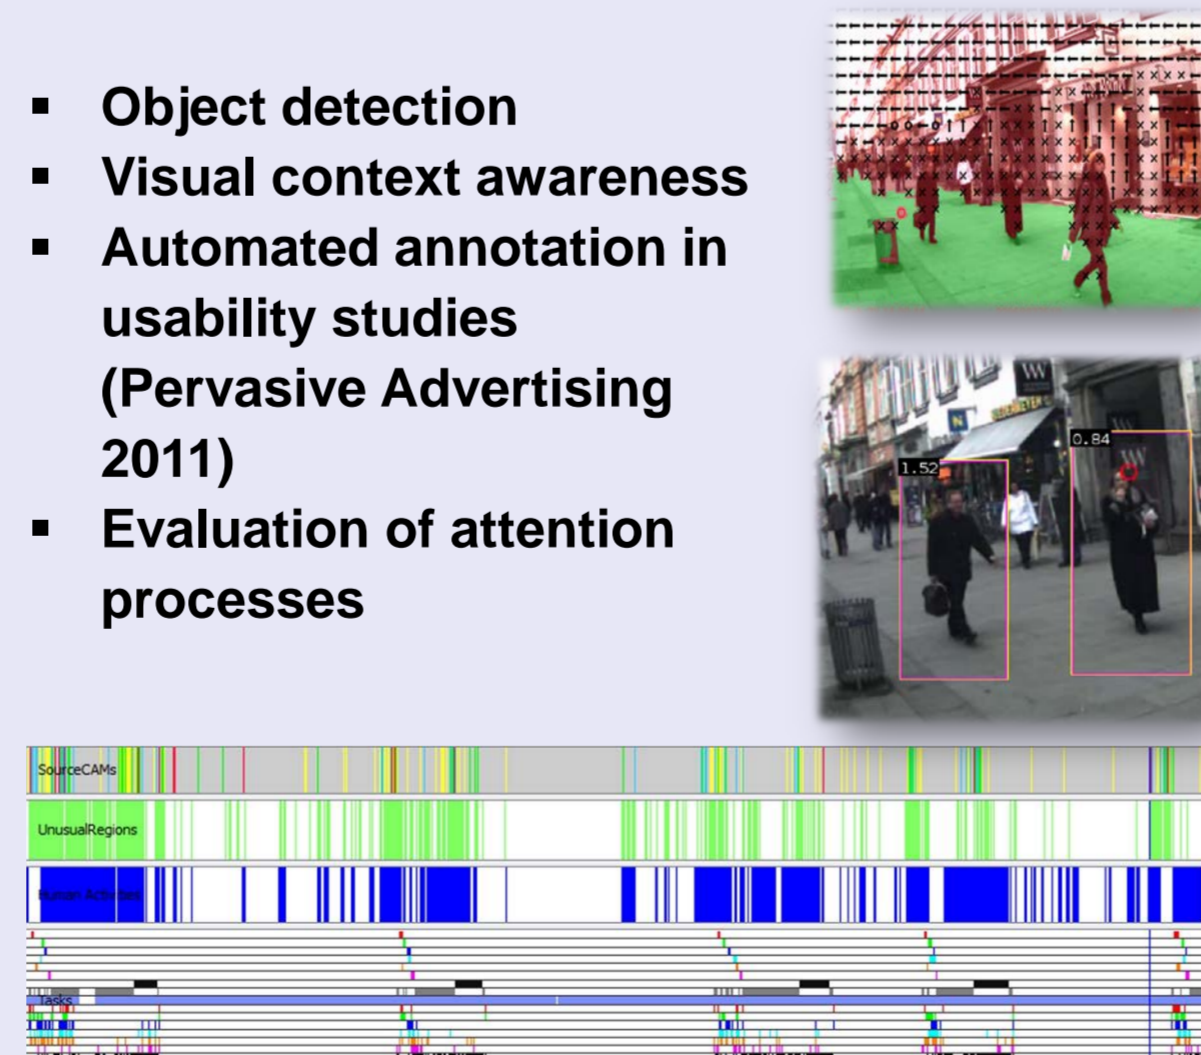 ▪ Object detection
▪ Visual context awareness
▪ Automated annotation in
usability studies
(Pervasive Advertising
2011)
▪ Evaluation of attention
processes
1.52
0.84
W
W
W
SourceCAMs
UnusualRegions
Human Activities
Tasks